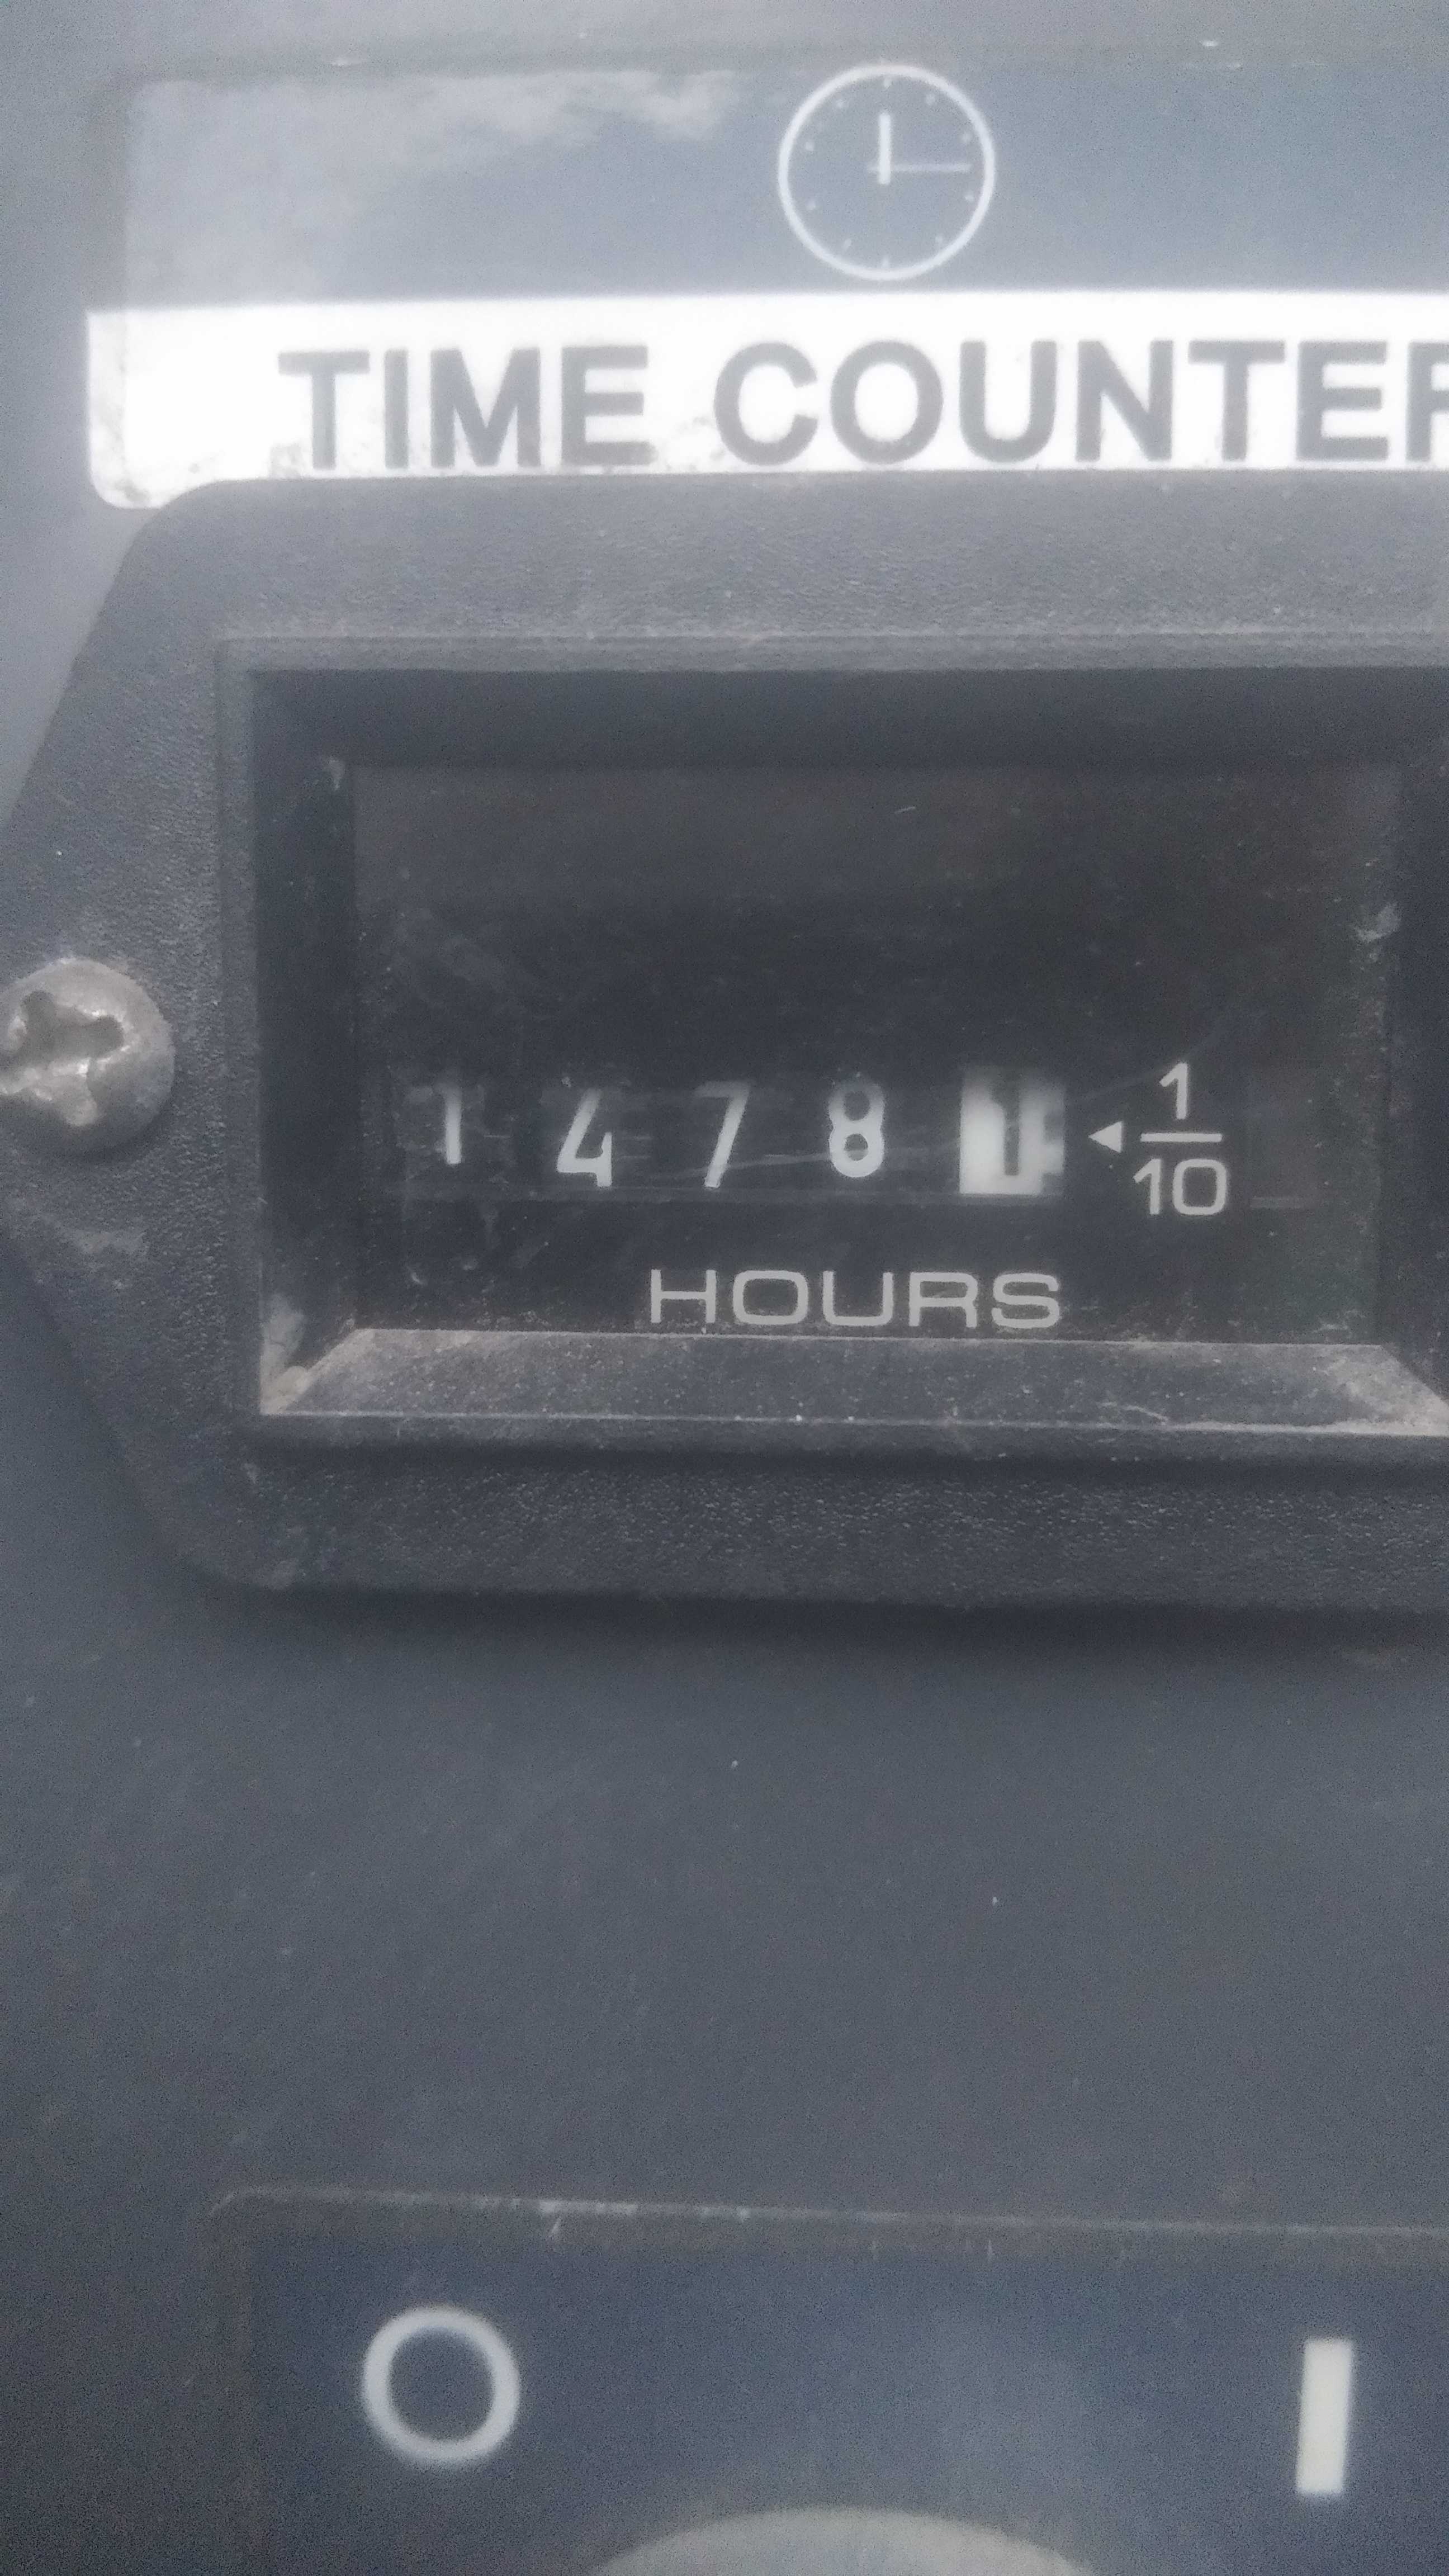 TIME COUNTER
1 4 7 8 1 ◄ 1/10
HOURS
O I